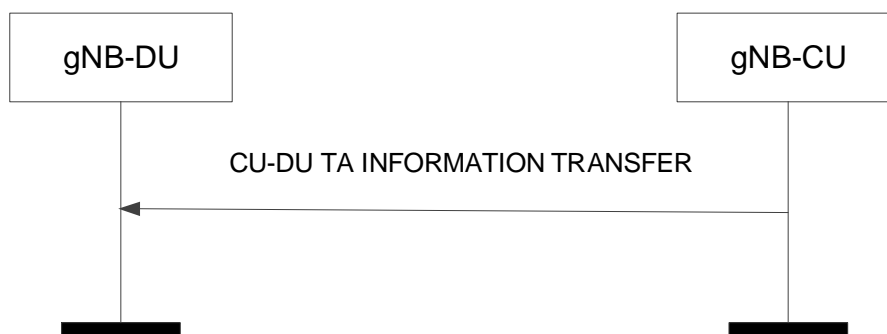 gNB-DU
gNB-CU
CU-DU TA INFORMATION TRANSFER